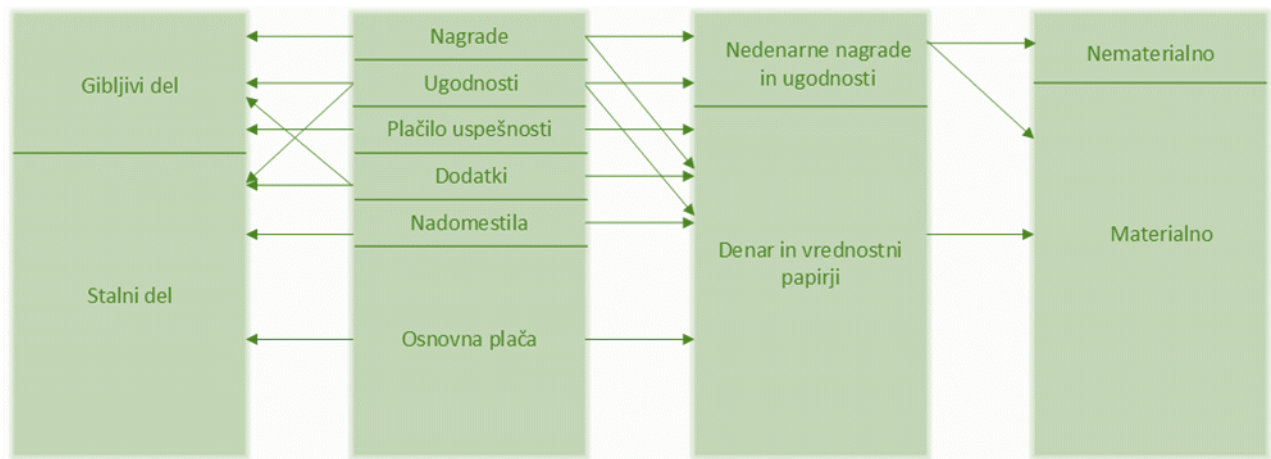 Gibljivi del
Stalni del
Nagrade
Ugodnosti
Plačilo uspešnosti
Dodatki
Nadomestila
Osnovna plača
Nedenarne nagrade
in ugodnosti
Denar in vrednostni
papirji
Nematerialno
Materialno